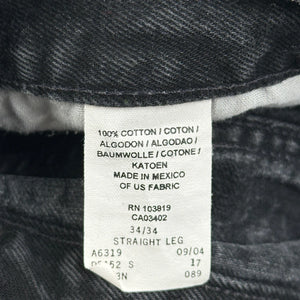 100% COTTON / COTON /
ALGODON / ALGODAO /
BAUMWOLLE / COTONE /
KATOEN
MADE IN MEXICO
OF US FABRIC
RN 103819
CA03402
34/34
STRAIGHT LEG
A6319 09/04
S 17
3N 089